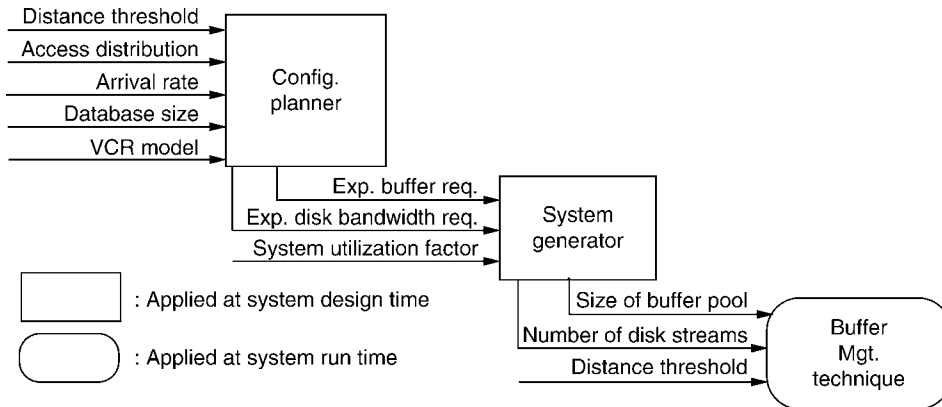 Distance threshold
Access distribution
Arrival rate
Database size
VCR model
Config.
planner
Exp. buffer req.
Exp. disk bandwidth req.
System utilization factor
System
generator
: Applied at system design time
: Applied at system run time
Size of buffer pool
Number of disk streams
Distance threshold
Buffer
Mgt.
technique